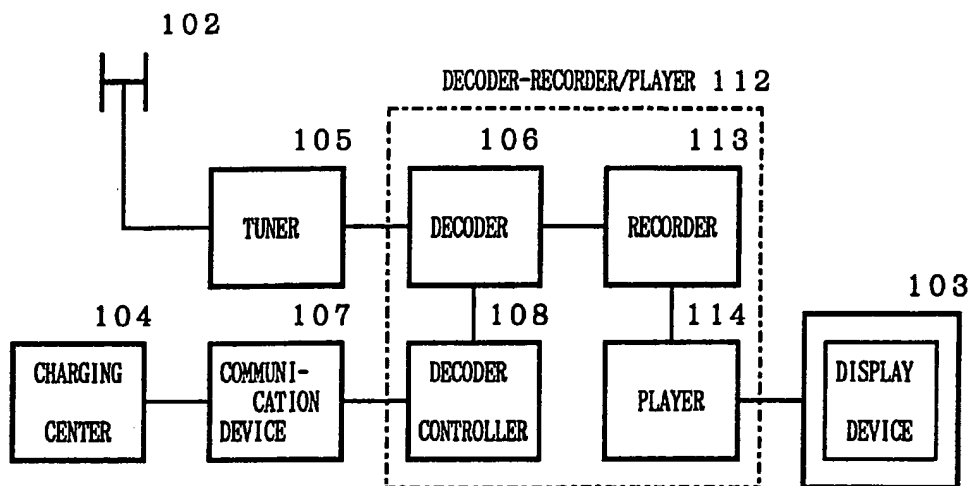 102
DECODER-RECORDER/PLAYER 112
105
106
113
TUNER
DECODER
RECORDER
103
104
107
108
114
CHARGING
CENTER
COMMUNI-
CATION
DEVICE
DECODER
CONTROLLER
PLAYER
DISPLAY
DEVICE